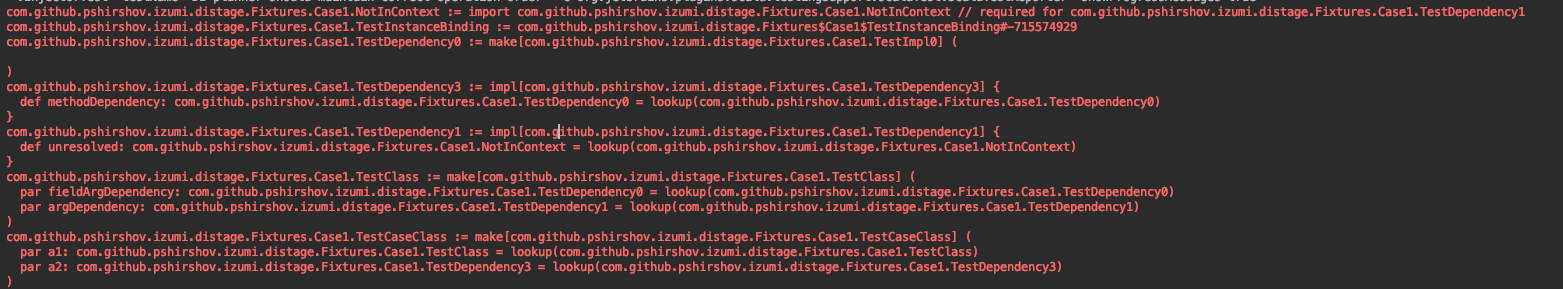 com.github.pshirshov.izumi.distage.Fixtures.Case1.NotInContext := import com.github.pshirshov.izumi.distage.Fixtures.Case1.NotInContext // required for com.github.pshirshov.izumi.distage.Fixtures.Case1.TestDependency1
com.github.pshirshov.izumi.distage.Fixtures.Case1.TestInstanceBinding := com.github.pshirshov.izumi.distage.Fixtures$Case1$TestInstanceBinding#-715574929
com.github.pshirshov.izumi.distage.Fixtures.Case1.TestDependency0 := make[com.github.pshirshov.izumi.distage.Fixtures.Case1.TestImpl0] (
)
com.github.pshirshov.izumi.distage.Fixtures.Case1.TestDependency3 := impl[com.github.pshirshov.izumi.distage.Fixtures.Case1.TestDependency3] {
  def methodDependency: com.github.pshirshov.izumi.distage.Fixtures.Case1.TestDependency0 = lookup(com.github.pshirshov.izumi.distage.Fixtures.Case1.TestDependency0)
}
com.github.pshirshov.izumi.distage.Fixtures.Case1.TestDependency1 := impl[com.github.pshirshov.izumi.distage.Fixtures.Case1.TestDependency1] {
  def unresolved: com.github.pshirshov.izumi.distage.Fixtures.Case1.NotInContext = lookup(com.github.pshirshov.izumi.distage.Fixtures.Case1.NotInContext)
}
com.github.pshirshov.izumi.distage.Fixtures.Case1.TestClass := make[com.github.pshirshov.izumi.distage.Fixtures.Case1.TestClass] (
  par fieldArgDependency: com.github.pshirshov.izumi.distage.Fixtures.Case1.TestDependency0 = lookup(com.github.pshirshov.izumi.distage.Fixtures.Case1.TestDependency0)
  par argDependency: com.github.pshirshov.izumi.distage.Fixtures.Case1.TestDependency1 = lookup(com.github.pshirshov.izumi.distage.Fixtures.Case1.TestDependency1)
)
com.github.pshirshov.izumi.distage.Fixtures.Case1.TestCaseClass := make[com.github.pshirshov.izumi.distage.Fixtures.Case1.TestCaseClass] (
  par a1: com.github.pshirshov.izumi.distage.Fixtures.Case1.TestClass = lookup(com.github.pshirshov.izumi.distage.Fixtures.Case1.TestClass)
  par a2: com.github.pshirshov.izumi.distage.Fixtures.Case1.TestDependency3 = lookup(com.github.pshirshov.izumi.distage.Fixtures.Case1.TestDependency3)
)